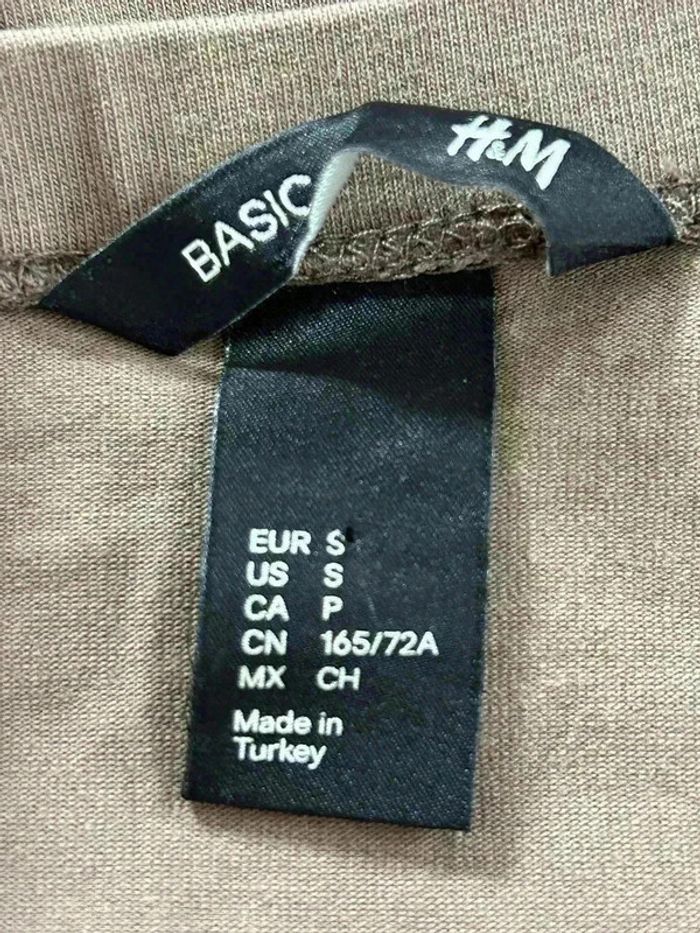 BASIC
H&M
EUR S
US S
CA P
CN 165/72A
MX CH
Made in
Turkey